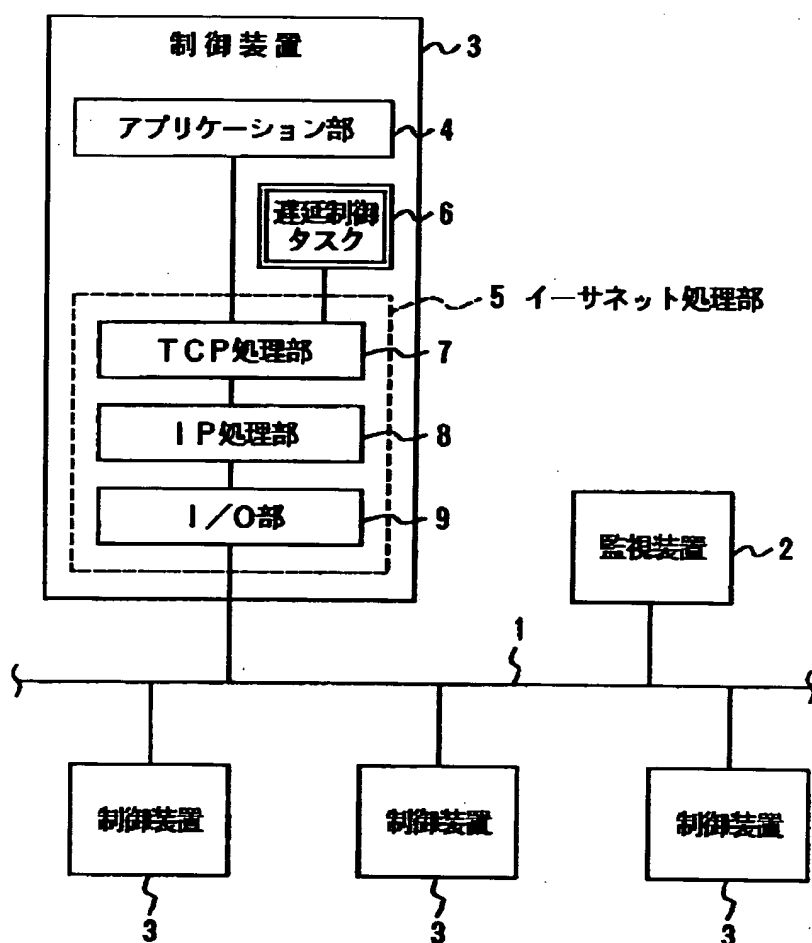 制御装置
3
アプリケーション部
4
遅延制御
タスク
6
5 イーサネット処理部
TCP処理部
7
IP処理部
8
I/O部
9
監視装置
2
1
制御装置
制御装置
制御装置
3
3
3